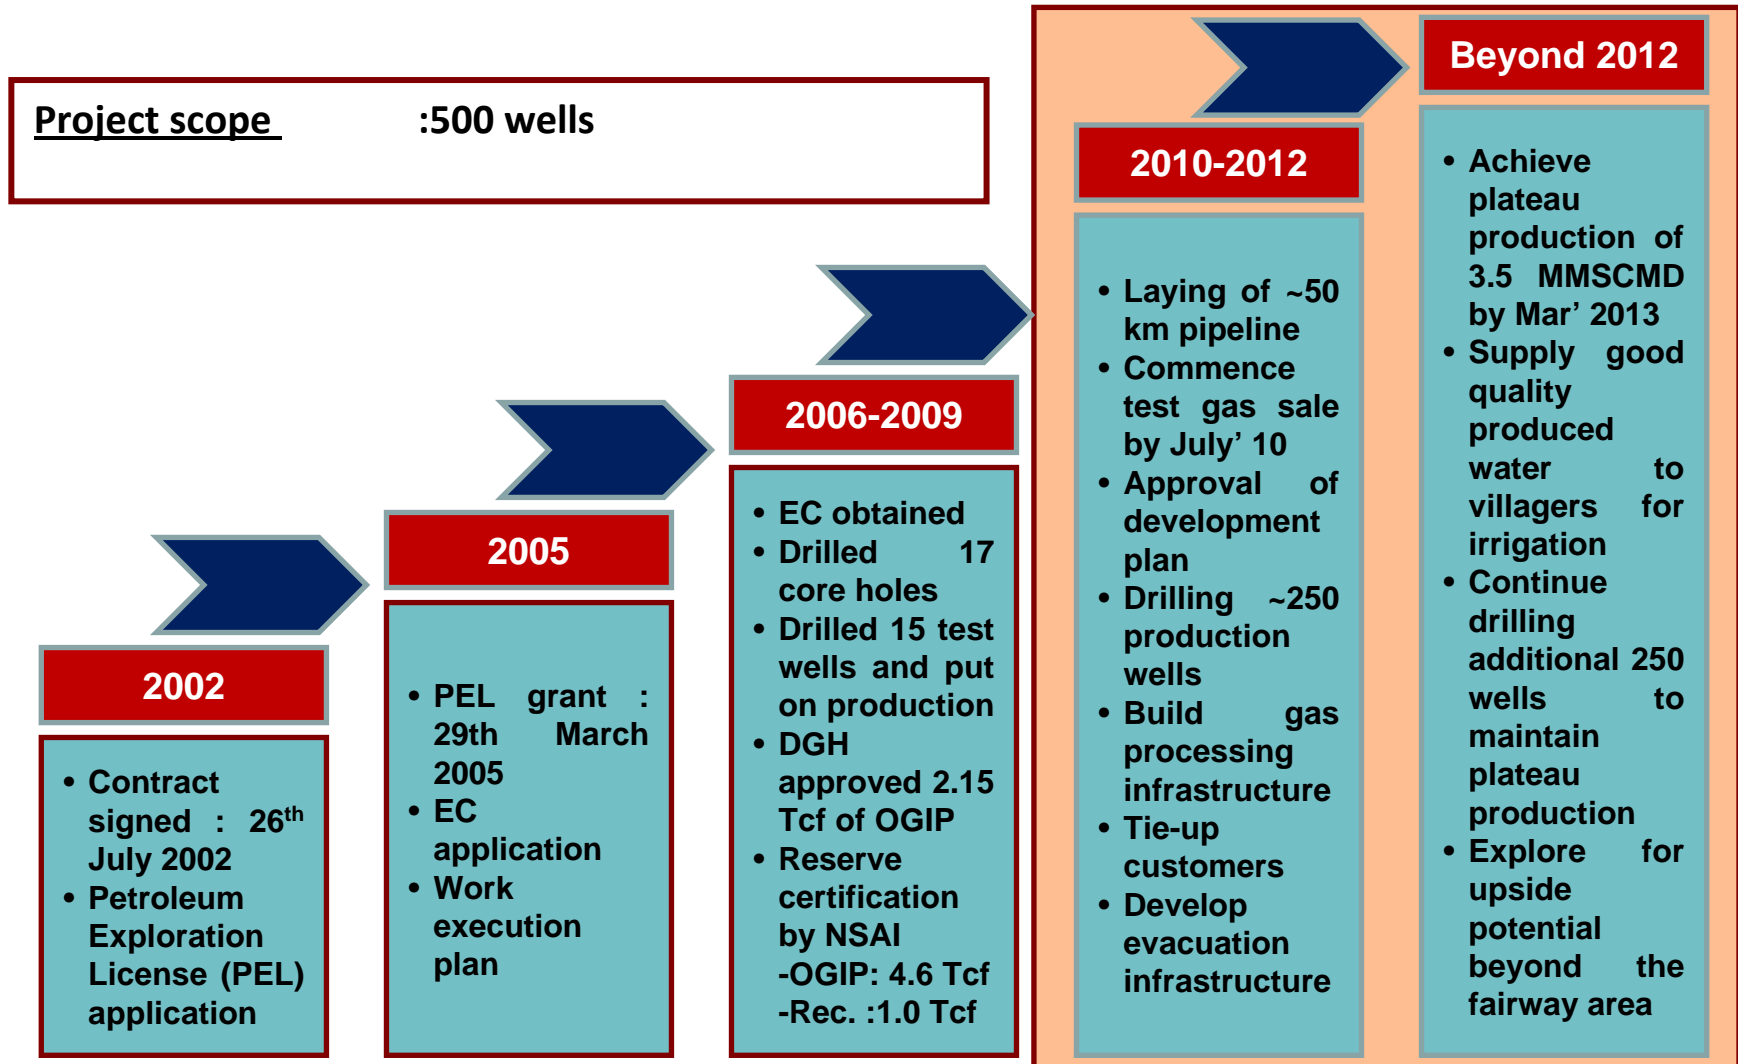 Project scope :500 wells
2002
• Contract
signed : 26th
July 2002
• Petroleum
Exploration
License (PEL)
application
2005
• PEL grant :
29th March
2005
• EC
application
• Work
execution
plan
2006-2009
• EC obtained
• Drilled 17
core holes
• Drilled 15 test
wells and put
on production
• DGH
approved 2.15
Tcf of OGIP
• Reserve
certification
by NSAI
-OGIP: 4.6 Tcf
-Rec. :1.0 Tcf
2010-2012
• Laying of ~50
km pipeline
• Commence
test gas sale
by July’ 10
• Approval of
development
plan
• Drilling ~250
production
wells
• Build gas
processing
infrastructure
• Tie-up
customers
• Develop
evacuation
infrastructure
Beyond 2012
• Achieve
plateau
production of
3.5 MMSCMD
by Mar’ 2013
• Supply good
quality
produced
water to
villagers for
irrigation
• Continue
drilling
additional 250
wells to
maintain
plateau
production
• Explore for
upside
potential
beyond the
fairway area